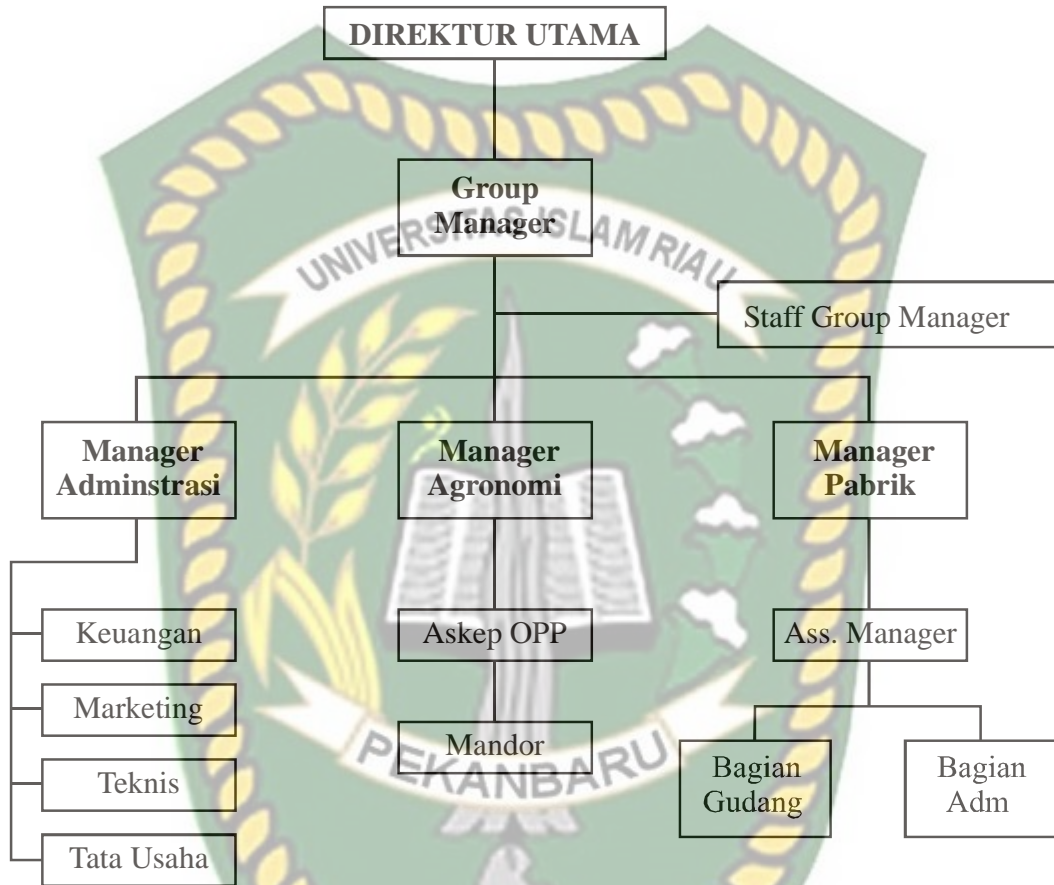 DIREKTUR UTAMA
Group
Manager
UNIVERSITAS ISLAM RIAU
Staff Group Manager
Manager
Adminstrasi
Manager
Agronomi
Manager
Pabrik
Keuangan
Askep OPP
Ass. Manager
Marketing
Mandor
PEKANBARU
Bagian
Gudang
Bagian
Adm
Teknis
Tata Usaha